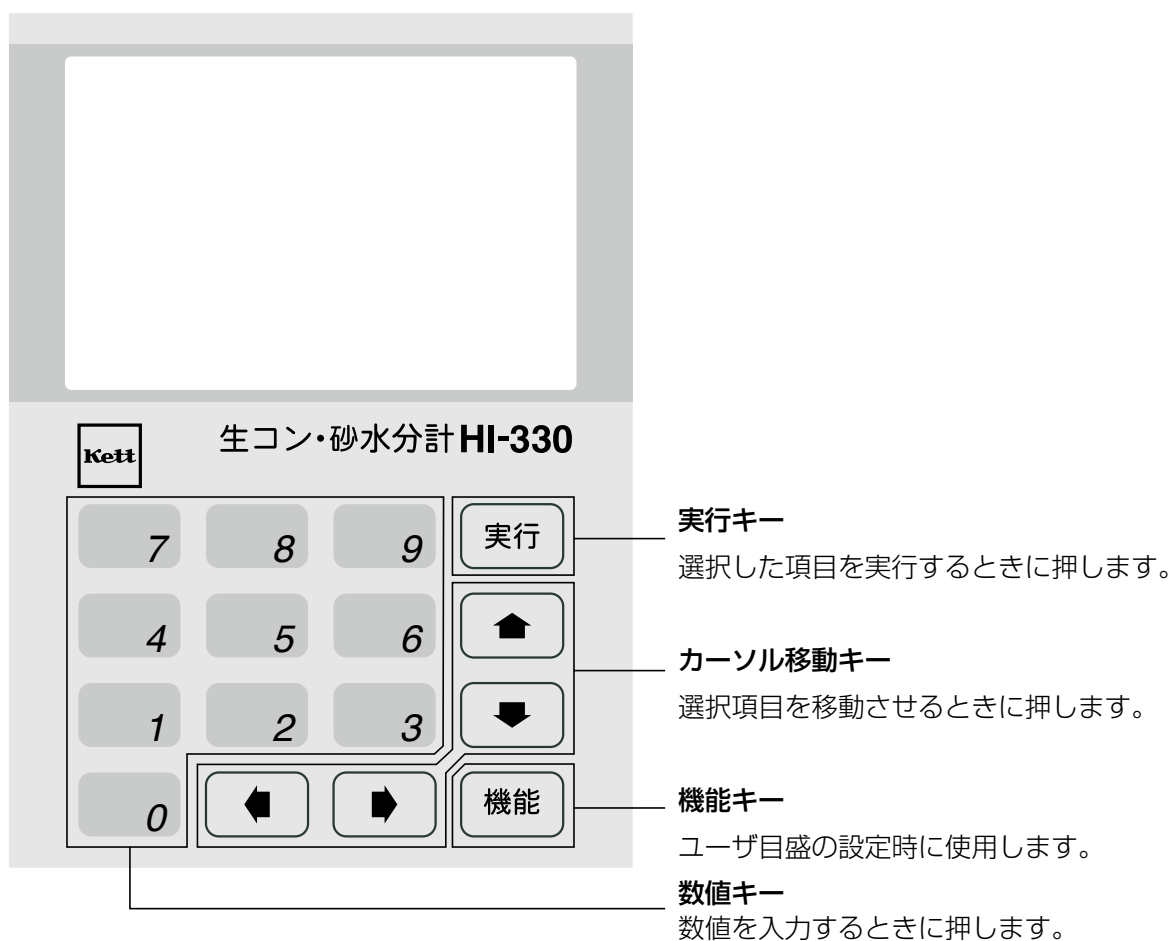 Kett
生コン・砂水分計 HI-330
7 8 9 実行
4 5 6
1 2 3
0 機能
実行キー
選択した項目を実行するときに押します。
カーソル移動キー
選択項目を移動させるときに押します。
機能キー
ユーザ目盛の設定時に使用します。
数値キー
数値を入力するときに押します。